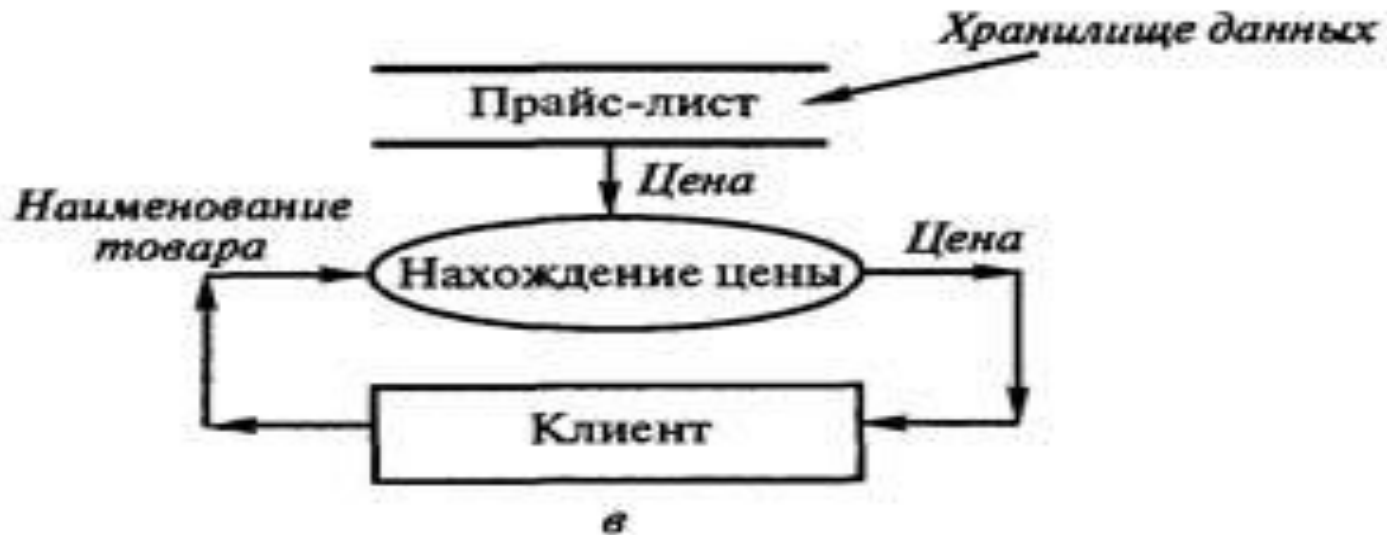 Хранилище данных
Прайс-лист
Цена
Наименование
товара
Цена
Нахождение цены
Клиент
в